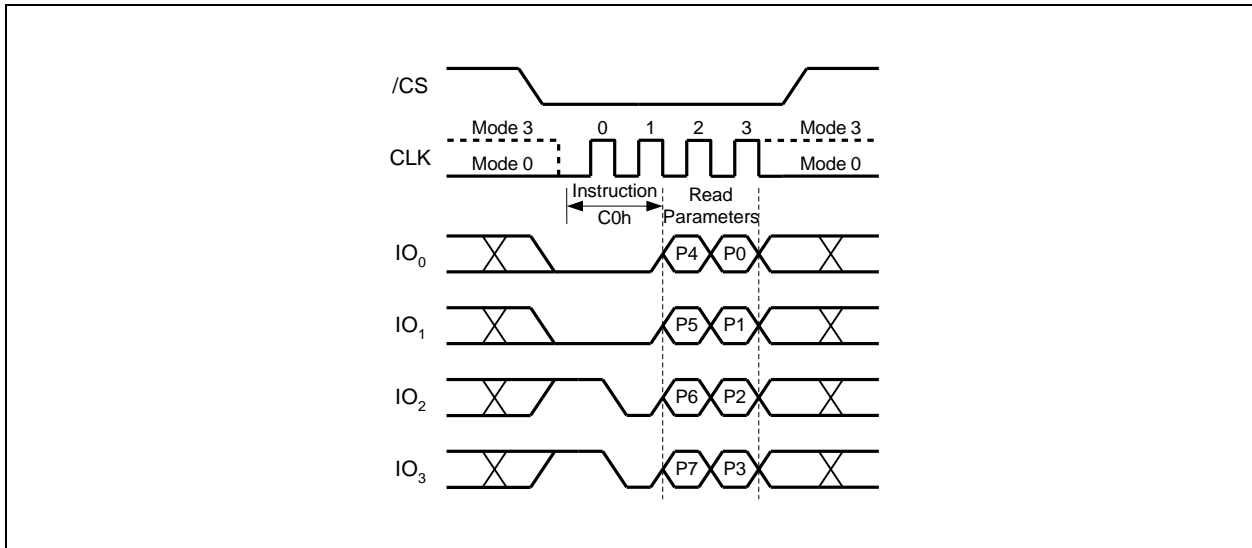 /CS
Mode 3 0 1 2 3 Mode 3
CLK
Mode 0 Mode 0
Instruction Read
C0h Parameters
IO0 P4 P0
IO1 P5 P1
IO2 P6 P2
IO3 P7 P3